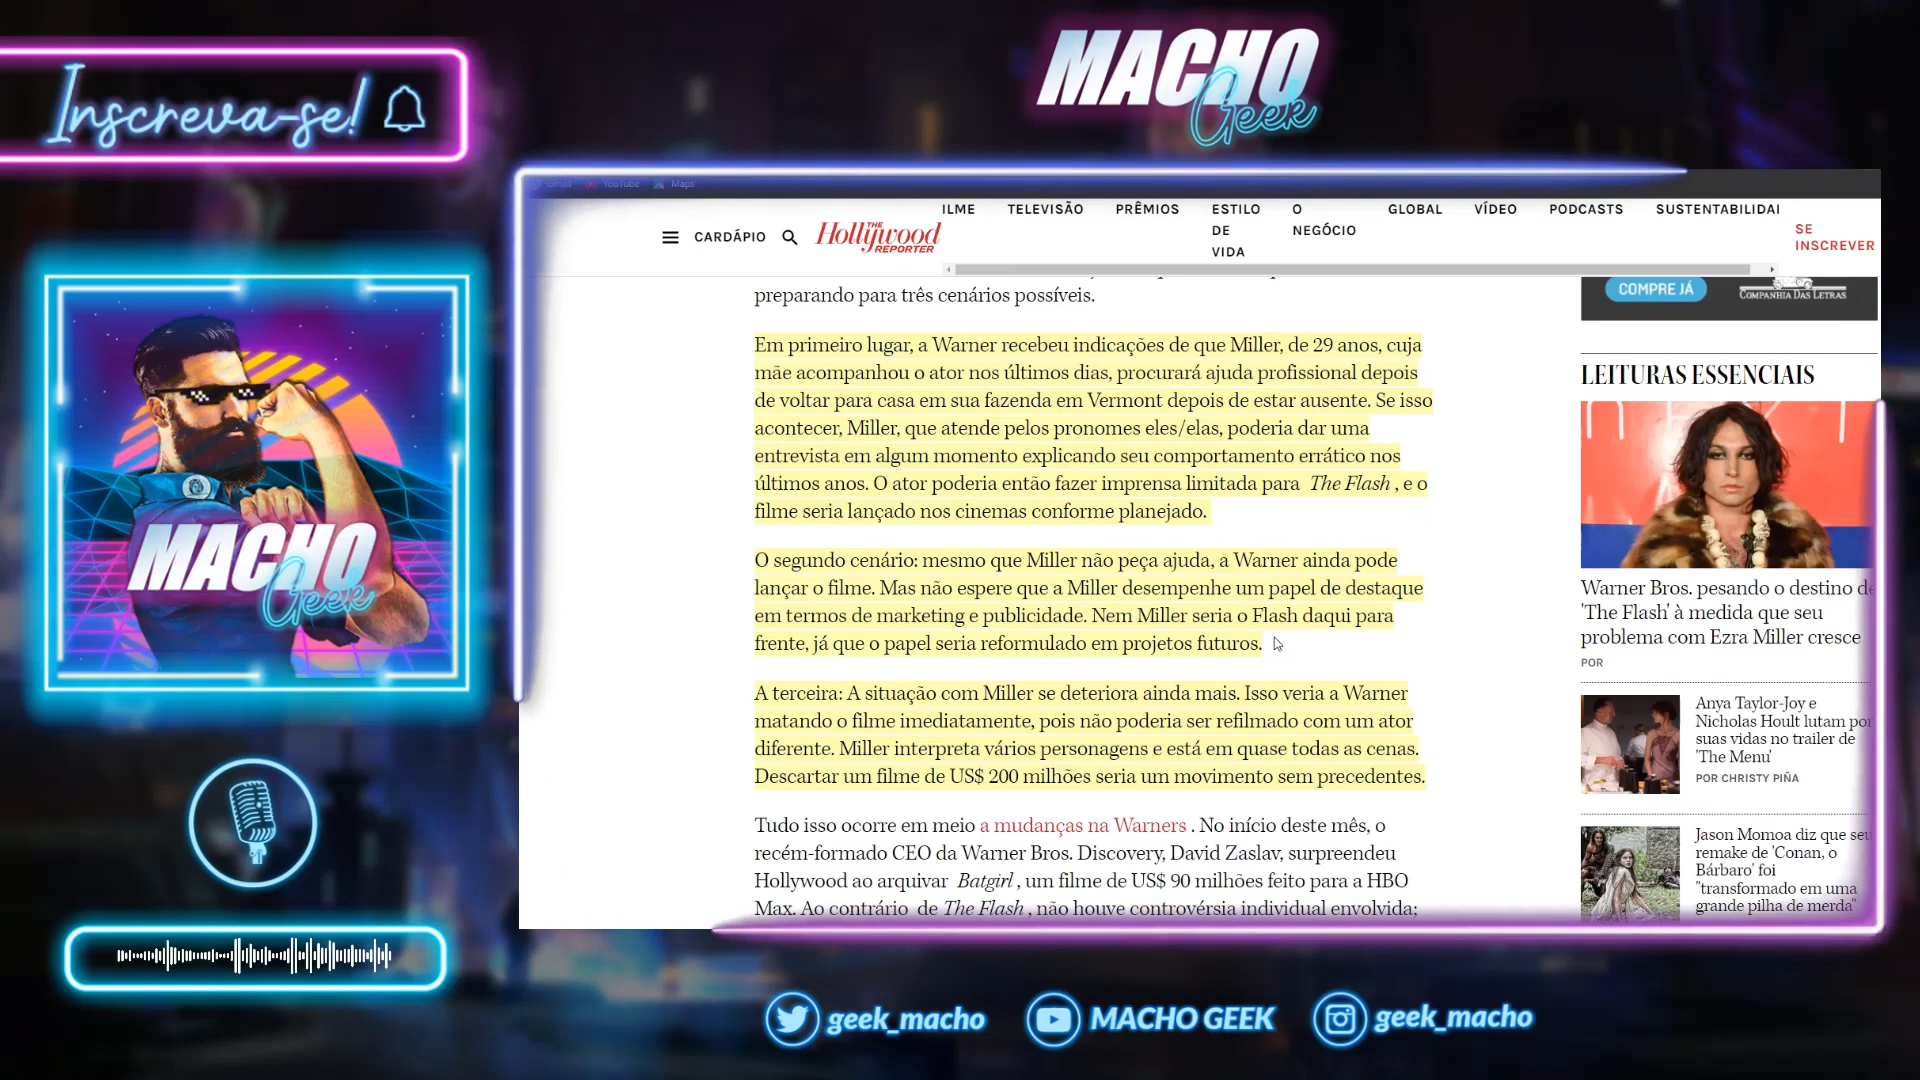 Inscreva-se!
MACHO
Geek
Gmail YouTube Maps
CARDÁPIO
THE
Hollywood
REPORTER
ILME TELEVISÃO PRÊMIOS ESTILO DE VIDA O NEGÓCIO GLOBAL VÍDEO PODCASTS SUSTENTABILIDAI
SE
INSCREVER
preparando para três cenários possíveis.
Em primeiro lugar, a Warner recebeu indicações de que Miller, de 29 anos, cuja
mãe acompanhou o ator nos últimos dias, procurará ajuda profissional depois
de voltar para casa em sua fazenda em Vermont depois de estar ausente. Se isso
acontecer, Miller, que atende pelos pronomes eles/elas, poderia dar uma
entrevista em algum momento explicando seu comportamento errático nos
últimos anos. O ator poderia então fazer imprensa limitada para The Flash , e o
filme seria lançado nos cinemas conforme planejado.
O segundo cenário: mesmo que Miller não peça ajuda, a Warner ainda pode
lançar o filme. Mas não espere que a Miller desempenhe um papel de destaque
em termos de marketing e publicidade. Nem Miller seria o Flash daqui para
frente, já que o papel seria reformulado em projetos futuros.
A terceira: A situação com Miller se deteriora ainda mais. Isso veria a Warner
matando o filme imediatamente, pois não poderia ser refilmado com um ator
diferente. Miller interpreta vários personagens e está em quase todas as cenas.
Descartar um filme de US$ 200 milhões seria um movimento sem precedentes.
Tudo isso ocorre em meio a mudanças na Warners . No início deste mês, o
recém-formado CEO da Warner Bros. Discovery, David Zaslav, surpreendeu
Hollywood ao arquivar Batgirl , um filme de US$ 90 milhões feito para a HBO
Max. Ao contrário de The Flash , não houve controvérsia individual envolvida;
COMPRE JÁ
COMPANHIA DAS LETRAS
LEITURAS ESSENCIAIS
Warner Bros. pesando o destino de
'The Flash' à medida que seu
problema com Ezra Miller cresce
POR
Anya Taylor-Joy e
Nicholas Hoult lutam por
suas vidas no trailer de
'The Menu'
POR CHRISTY PIÑA
Jason Momoa diz que seu
remake de 'Conan, o
Bárbaro' foi
"transformado em uma
grande pilha de merda"
MACHO
Geek
geek_macho
MACHO GEEK
geek_macho